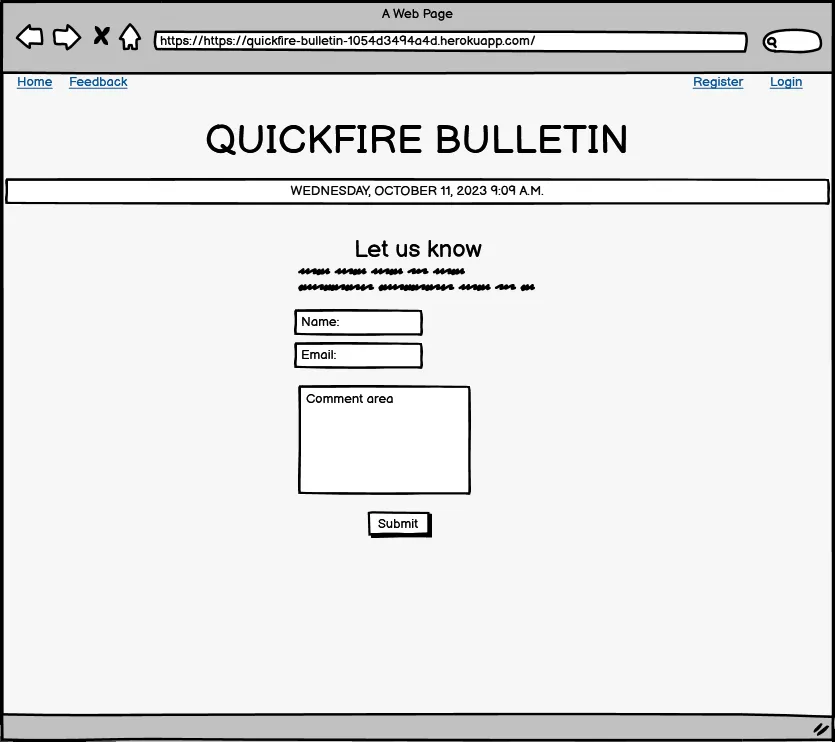 A Web Page
https://https://quickfire-bulletin-1054d3494a4d.herokuapp.com/
Home Feedback Register Login
QUICKFIRE BULLETIN
WEDNESDAY, OCTOBER 11, 2023 9:09 A.M.
Let us know
Name:
Email:
Comment area
Submit